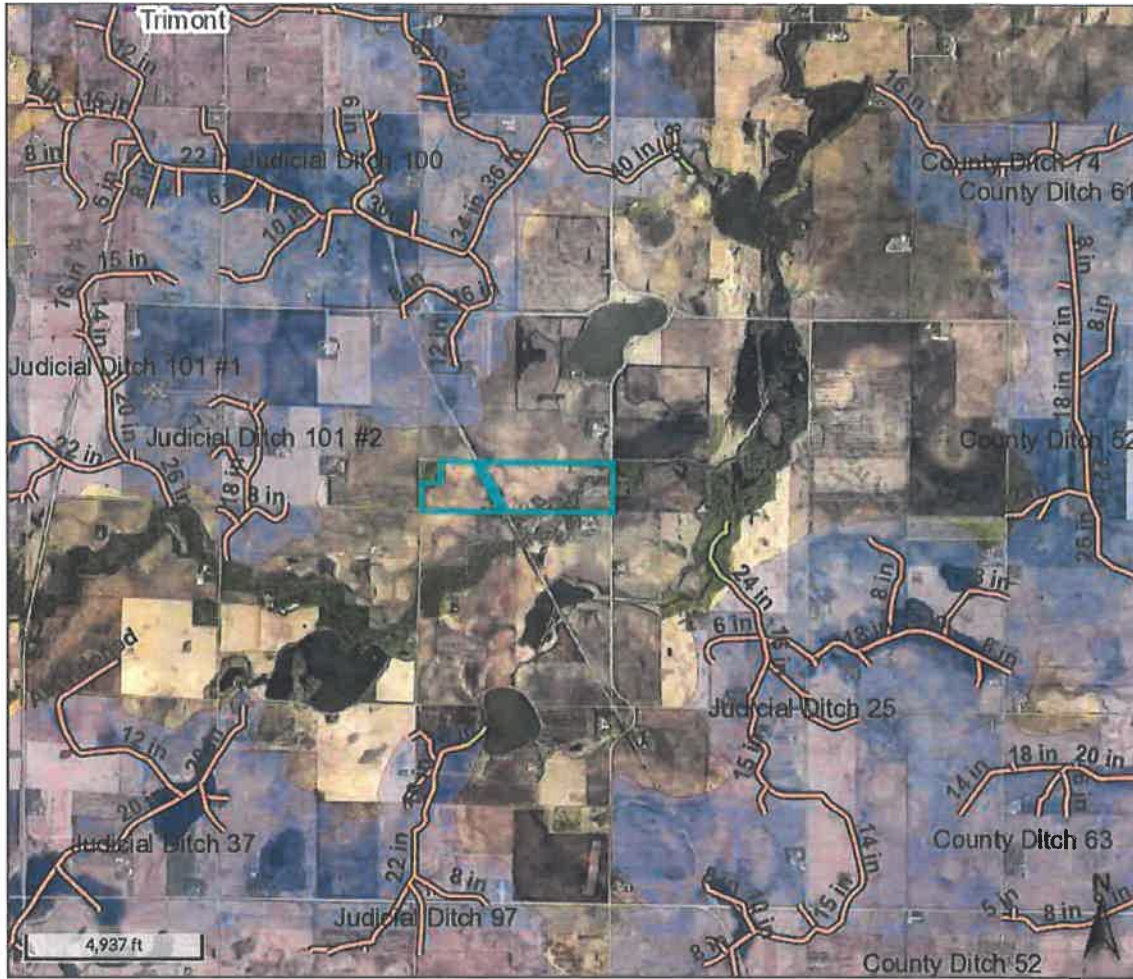 Trimont
12 in
16 in
8 in
22 in
Judicial Ditch 100
10 in
34 in
36 in
40 in
16 in
County Ditch 74
County Ditch 61
15 in
16 in
14 in
12 in
8 in
8 in
12 in
18 in
Judicial Ditch 101 #1
20 in
Judicial Ditch 101 #2
22 in
26 in
18 in
8 in
County Ditch 52
26 in
24 in
8 in
6 in
18 in
15 in
8 in
Judicial Ditch 25
15 in
12 in
20 in
Judicial Ditch 37
22 in
8 in
Judicial Ditch 97
14 in
15 in
18 in
20 in
14 in
County Ditch 63
5 in
8 in
8 in
County Ditch 52
4,937 ft
N